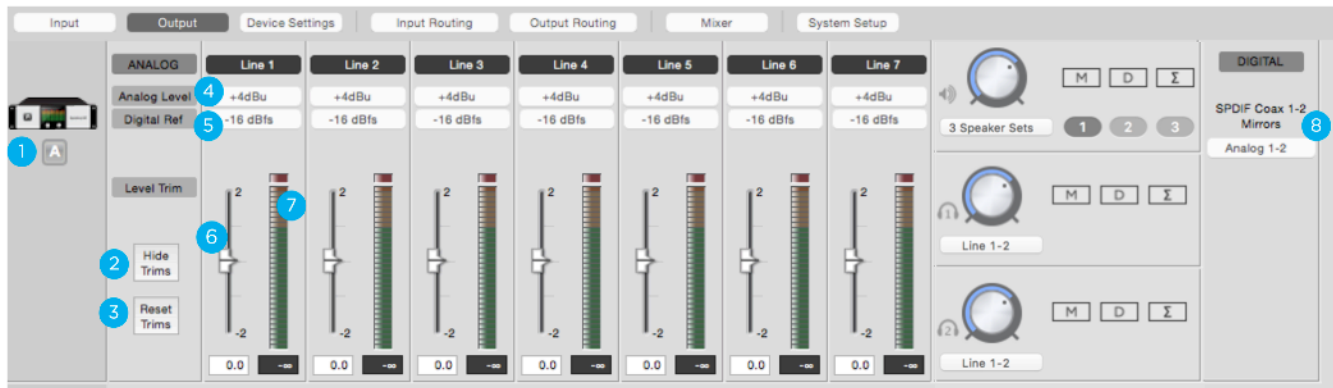 Input Output Device Settings Input Routing Output Routing Mixer System Setup
ANALOG Line 1 Line 2 Line 3 Line 4 Line 5 Line 6 Line 7
Analog Level 4 +4dBu +4dBu +4dBu +4dBu +4dBu +4dBu +4dBu
Digital Ref 5 -16 dBfs -16 dBfs -16 dBfs -16 dBfs -16 dBfs -16 dBfs -16 dBfs
1 A
Level Trim
2 2 2 2 2 2 2
7
6
2 Hide
Trims
3 Reset
Trims
-2 -2 -2 -2 -2 -2 -2
0.0 -∞ 0.0 -∞ 0.0 -∞ 0.0 -∞ 0.0 -∞ 0.0 -∞ 0.0 -∞
M D Σ
3 Speaker Sets 1 2 3
M D Σ
1
Line 1-2
M D Σ
2
Line 1-2
DIGITAL
SPDIF Coax 1-2
Mirrors 8
Analog 1-2